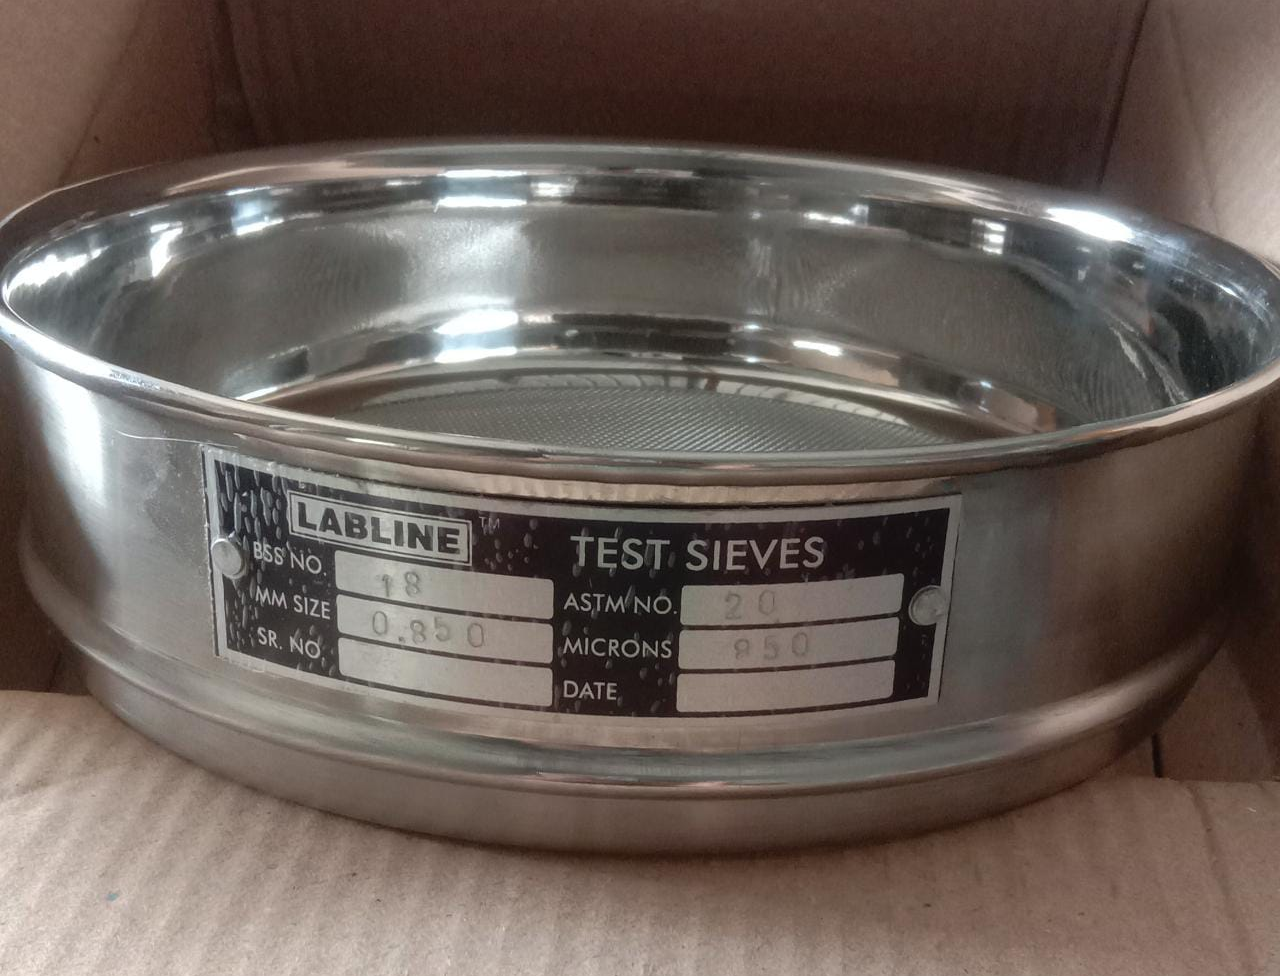 LABLINE™ TEST SIEVES
BSS NO. 18 ASTM NO. 20
MM SIZE 0.850 MICRONS 850
SR. NO DATE